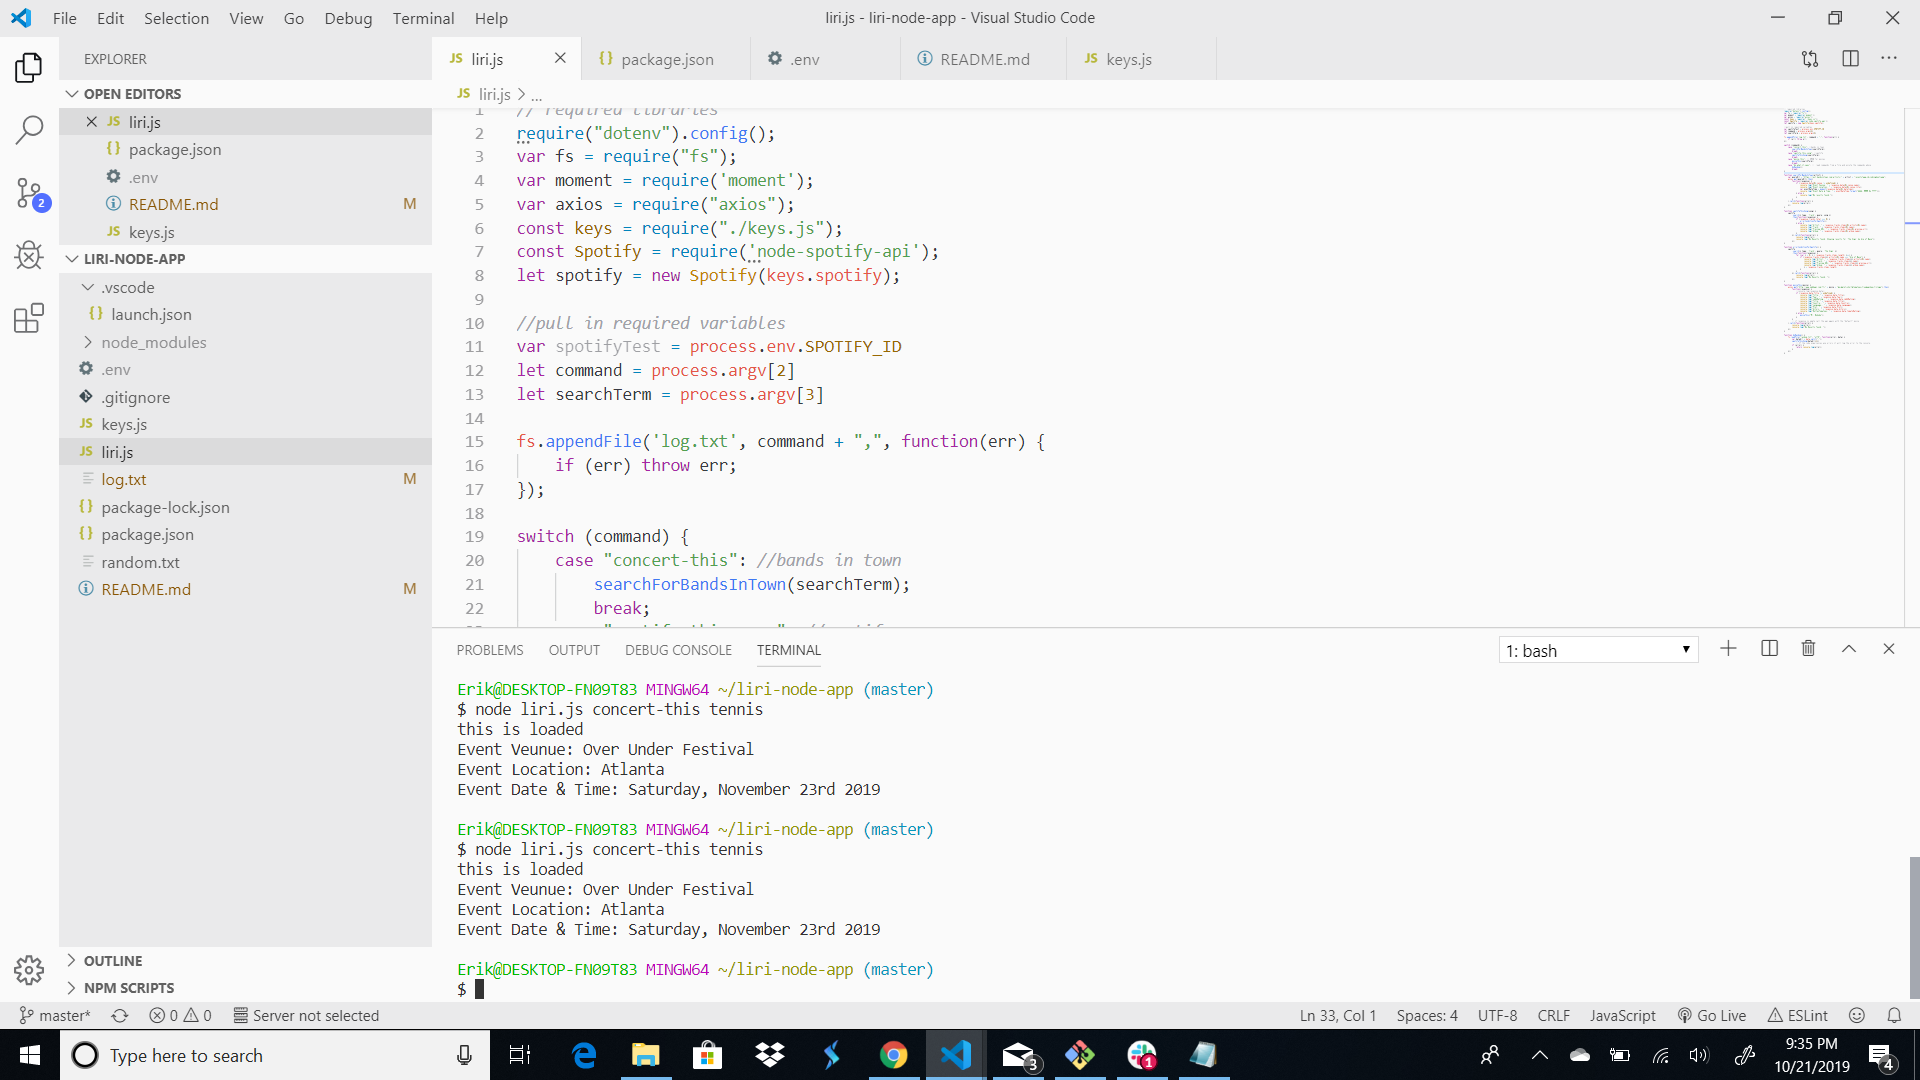 File Edit Selection View Go Debug Terminal Help
liri.js - liri-node-app - Visual Studio Code
EXPLORER
OPEN EDITORS
JS liri.js
{} package.json
.env
README.md M
JS keys.js
LIRI-NODE-APP
.vscode
{} launch.json
node_modules
.env
.gitignore
JS keys.js
JS liri.js
log.txt M
{} package-lock.json
{} package.json
random.txt
README.md M
OUTLINE
NPM SCRIPTS
2
JS liri.js {} package.json .env README.md JS keys.js
JS liri.js > ...
1 // required libraries
2 require("dotenv").config();
3 var fs = require("fs");
4 var moment = require('moment');
5 var axios = require("axios");
6 const keys = require("./keys.js");
7 const Spotify = require('node-spotify-api');
8 let spotify = new Spotify(keys.spotify);
9
10 //pull in required variables
11 var spotifyTest = process.env.SPOTIFY_ID
12 let command = process.argv[2]
13 let searchTerm = process.argv[3]
14
15 fs.appendFile('log.txt', command + ",", function(err) {
16 if (err) throw err;
17 });
18
19 switch (command) {
20 case "concert-this": //bands in town
21 searchForBandsInTown(searchTerm);
22 break;
PROBLEMS OUTPUT DEBUG CONSOLE TERMINAL
1: bash
Erik@DESKTOP-FN09T83 MINGW64 ~/liri-node-app (master)
$ node liri.js concert-this tennis
this is loaded
Event Veunue: Over Under Festival
Event Location: Atlanta
Event Date & Time: Saturday, November 23rd 2019
Erik@DESKTOP-FN09T83 MINGW64 ~/liri-node-app (master)
$ node liri.js concert-this tennis
this is loaded
Event Veunue: Over Under Festival
Event Location: Atlanta
Event Date & Time: Saturday, November 23rd 2019
Erik@DESKTOP-FN09T83 MINGW64 ~/liri-node-app (master)
$
master* 0 0 Server not selected
Ln 33, Col 1 Spaces: 4 UTF-8 CRLF JavaScript Go Live ESLint
Type here to search
3
1
9:35 PM
10/21/2019
4